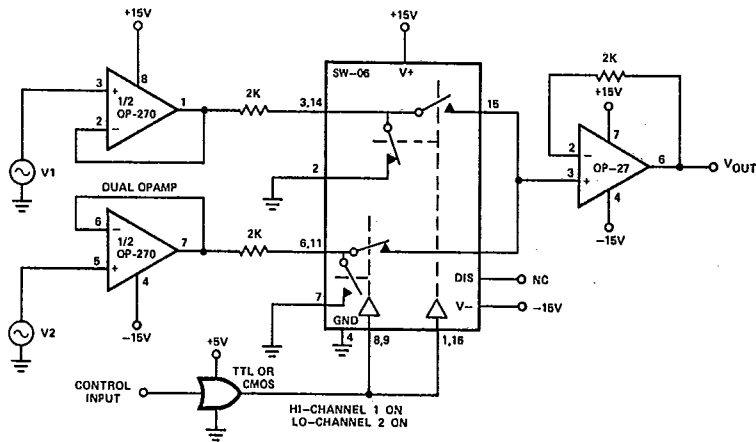 +15V
+15V
SW-06
V+
8
3
+
1/2
OP-270
1
2
−
2K
3,14
15
2K
+15V
7
2
−
OP-27
6
VOUT
3
+
4
−15V
V1
2
DUAL OPAMP
6
−
1/2
OP-270
7
5
+
4
−15V
2K
6,11
V2
7
DIS
NC
V−
−15V
GND
4
8,9
1,16
+5V
TTL OR
CMOS
CONTROL
INPUT
HI-CHANNEL 1 ON
LO-CHANNEL 2 ON